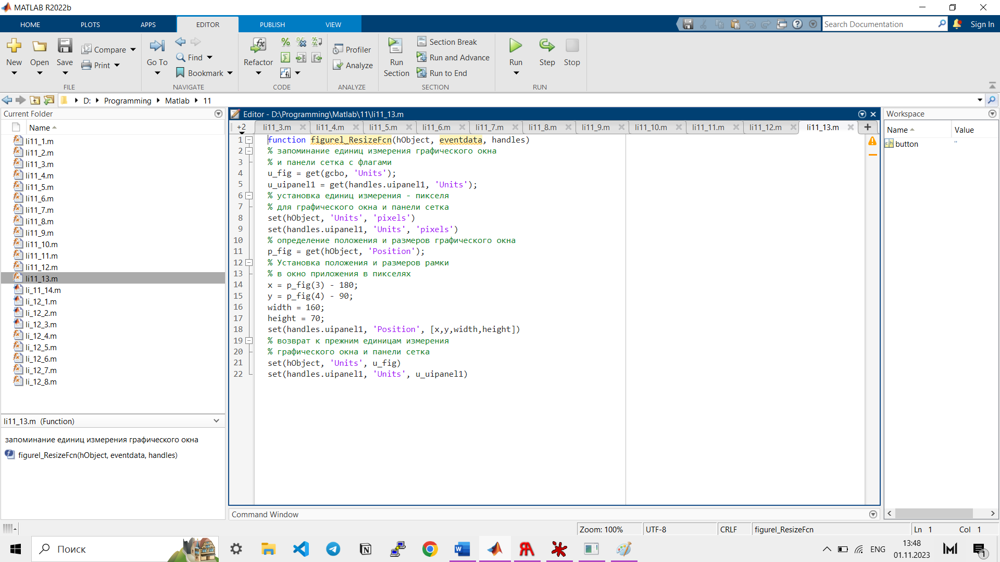 MATLAB R2022b
HOME PLOTS APPS EDITOR PUBLISH VIEW
Search Documentation
Sign In
New Open Save Compare Print
FILE
Go To Find Bookmark
NAVIGATE
Refactor
CODE
Profiler
Analyze
ANALYZE
Run Section
Section Break
Run and Advance
Run to End
SECTION
Run Step Stop
RUN
D: Programming Matlab 11
Current Folder
Name
li11_1.m
li11_2.m
li11_3.m
li11_4.m
li11_5.m
li11_6.m
li11_7.m
li11_8.m
li11_9.m
li11_10.m
li11_11.m
li11_12.m
li11_13.m
li_11_14.m
li_12_1.m
li_12_2.m
li_12_3.m
li_12_4.m
li_12_5.m
li_12_6.m
li_12_7.m
li_12_8.m
li11_13.m (Function)
запоминание единиц измерения графического окна
figurel_ResizeFcn(hObject, eventdata, handles)
Editor - D:\Programming\Matlab\11\li11_13.m
+2 li11_3.m li11_4.m li11_5.m li11_6.m li11_7.m li11_8.m li11_9.m li11_10.m li11_11.m li11_12.m li11_13.m
1 function figurel_ResizeFcn(hObject, eventdata, handles)
2 % запоминание единиц измерения графического окна
3 % и панели сетка с флагами
4 u_fig = get(gcbo, 'Units');
5 u_uipanel1 = get(handles.uipanel1, 'Units');
6 % установка единиц измерения - пикселя
7 % для графического окна и панели сетка
8 set(hObject, 'Units', 'pixels')
9 set(handles.uipanel1, 'Units', 'pixels')
10 % определение положения и размеров графического окна
11 p_fig = get(hObject, 'Position');
12 % Установка положения и размеров рамки
13 % в окно приложения в пикселях
14 x = p_fig(3) - 180;
15 y = p_fig(4) - 90;
16 width = 160;
17 height = 70;
18 set(handles.uipanel1, 'Position', [x,y,width,height])
19 % возврат к прежним единицам измерения
20 % графического окна и панели сетка
21 set(hObject, 'Units', u_fig)
22 set(handles.uipanel1, 'Units', u_uipanel1)
Command Window
Workspace
Name Value
button ''
Zoom: 100% UTF-8 CRLF figurel_ResizeFcn Ln 1 Col 1
Поиск
ENG
13:48
01.11.2023
1